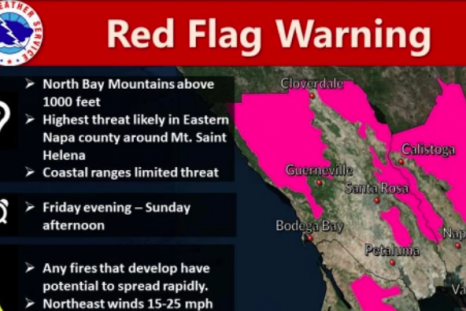 EATHER SERVICE
Red Flag Warning
North Bay Mountains above
1000 feet
Highest threat likely in Eastern
Napa county around Mt. Saint
Helena
Coastal ranges limited threat
Friday evening – Sunday
afternoon
Any fires that develop have
potential to spread rapidly.
Northeast winds 15-25 mph
Cloverdale
Calistoga
Guerneville
Santa Rosa
Bodega Bay
Nap
Petaluma
Va